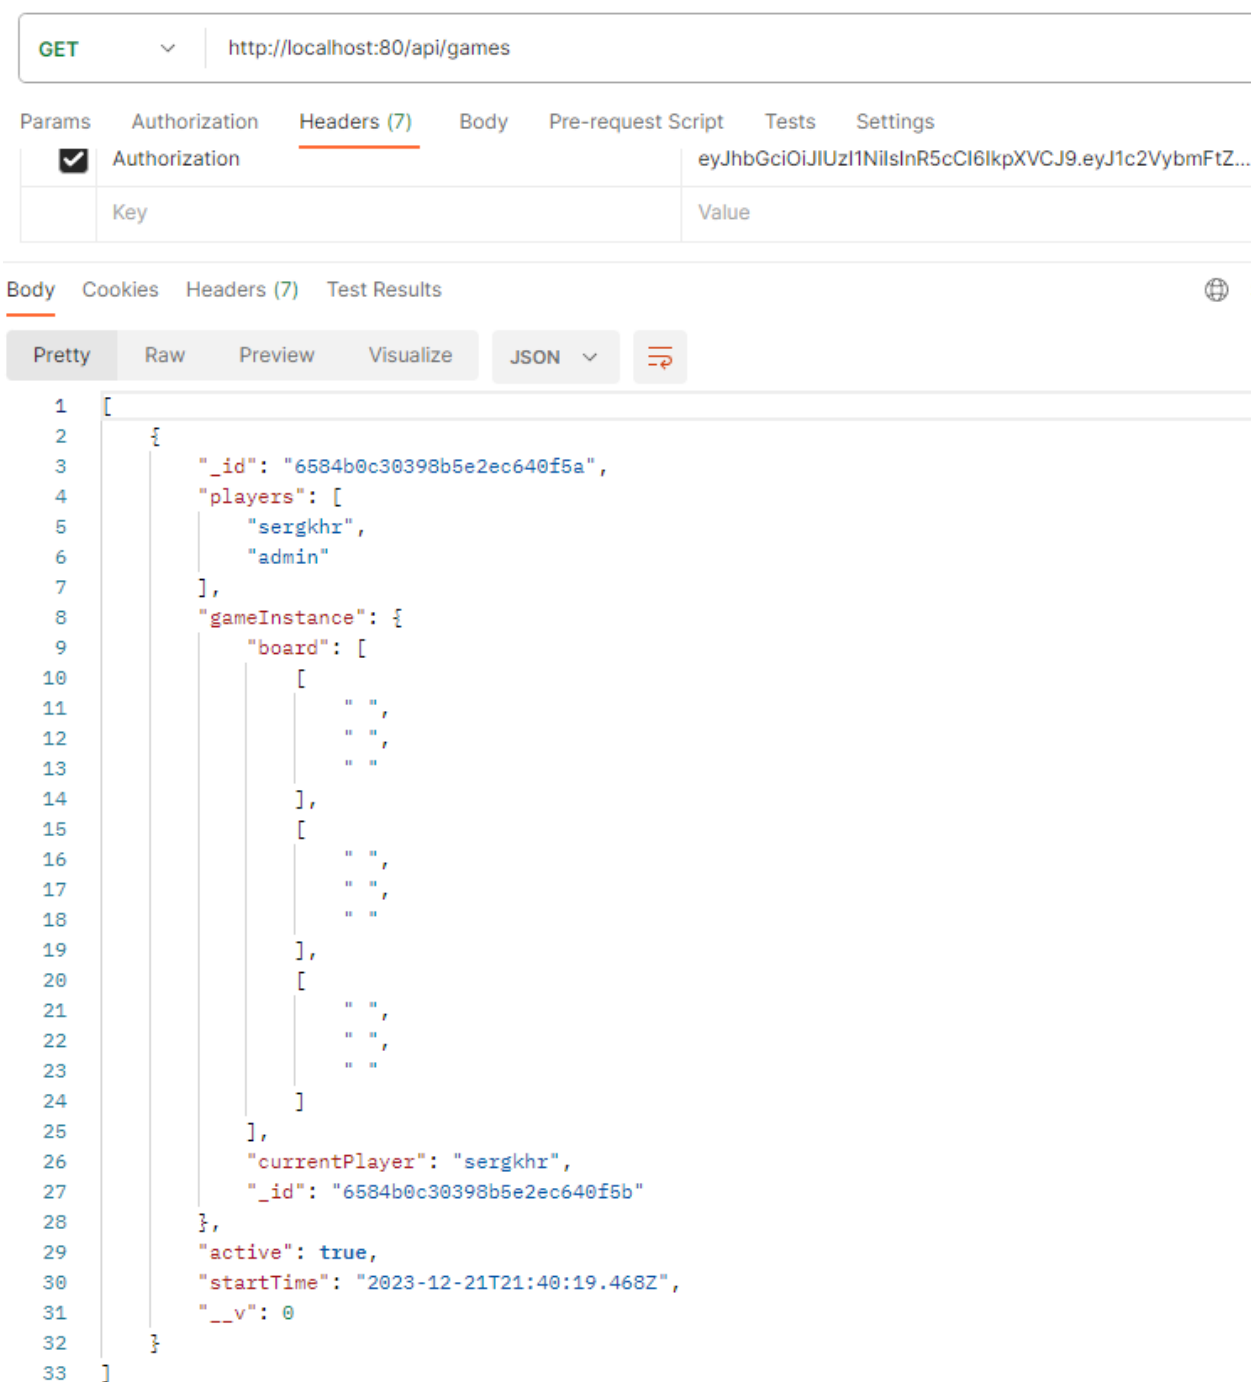 GET http://localhost:80/api/games
Params Authorization Headers (7) Body Pre-request Script Tests Settings
Authorization eyJhbGciOiJIUzI1NiIsInR5cCI6IkpXVCJ9.eyJ1c2VybmFtZ...
Key Value
Body Cookies Headers (7) Test Results
Pretty Raw Preview Visualize JSON
1 [
2 {
3 "_id": "6584b0c30398b5e2ec640f5a",
4 "players": [
5 "sergkhr",
6 "admin"
7 ],
8 "gameInstance": {
9 "board": [
10 [
11 " ",
12 " ",
13 " "
14 ],
15 [
16 " ",
17 " ",
18 " "
19 ],
20 [
21 " ",
22 " ",
23 " "
24 ]
25 ],
26 "currentPlayer": "sergkhr",
27 "_id": "6584b0c30398b5e2ec640f5b"
28 },
29 "active": true,
30 "startTime": "2023-12-21T21:40:19.468Z",
31 "__v": 0
32 }
33 ]